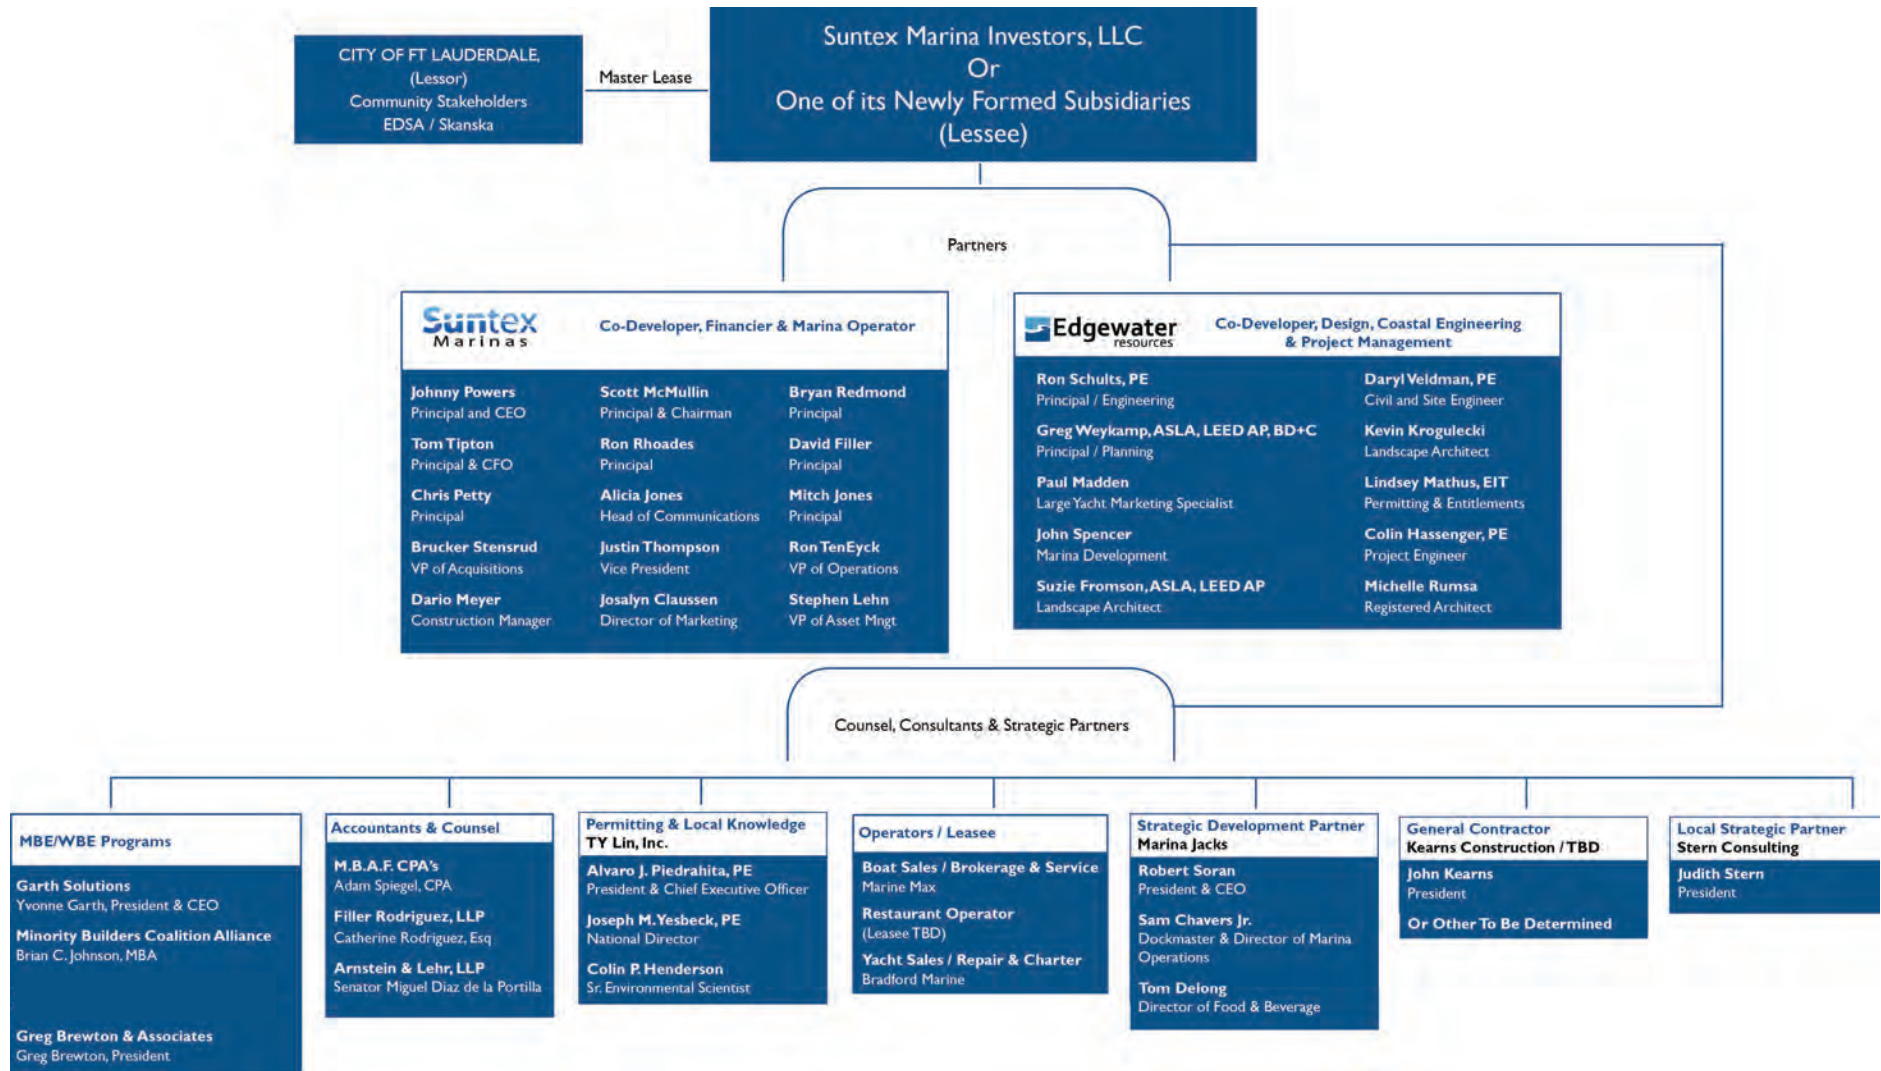 CITY OF FT LAUDERDALE,
(Lessor)
Community Stakeholders
EDSA / Skanska
Master Lease
Suntex Marina Investors, LLC
Or
One of its Newly Formed Subsidiaries
(Lessee)
Partners
Suntex
Marinas
Co-Developer, Financier & Marina Operator
Johnny Powers
Principal and CEO
Tom Tipton
Principal & CFO
Chris Petty
Principal
Brucker Stensrud
VP of Acquisitions
Dario Meyer
Construction Manager
Scott McMullin
Principal & Chairman
Ron Rhoades
Principal
Alicia Jones
Head of Communications
Justin Thompson
Vice President
Josalyn Claussen
Director of Marketing
Bryan Redmond
Principal
David Filler
Principal
Mitch Jones
Principal
Ron TenEyck
VP of Operations
Stephen Lehn
VP of Asset Mngt
Edgewater
resources
Co-Developer, Design, Coastal Engineering
& Project Management
Ron Schults, PE
Principal / Engineering
Greg Weykamp, ASLA, LEED AP, BD+C
Principal / Planning
Paul Madden
Large Yacht Marketing Specialist
John Spencer
Marina Development
Suzie Fromson, ASLA, LEED AP
Landscape Architect
Daryl Veldman, PE
Civil and Site Engineer
Kevin Krogulecki
Landscape Architect
Lindsey Mathus, EIT
Permitting & Entitlements
Colin Hassenger, PE
Project Engineer
Michelle Rumsa
Registered Architect
Counsel, Consultants & Strategic Partners
MBE/WBE Programs
Garth Solutions
Yvonne Garth, President & CEO
Minority Builders Coalition Alliance
Brian C. Johnson, MBA
Greg Brewton & Associates
Greg Brewton, President
Accountants & Counsel
M.B.A.F. CPA's
Adam Spiegel, CPA
Filler Rodriguez, LLP
Catherine Rodriguez, Esq
Arnstein & Lehr, LLP
Senator Miguel Diaz de la Portilla
Permitting & Local Knowledge
TY Lin, Inc.
Alvaro J. Piedrahita, PE
President & Chief Executive Officer
Joseph M. Yesbeck, PE
National Director
Colin P. Henderson
Sr. Environmental Scientist
Operators / Leasee
Boat Sales / Brokerage & Service
Marine Max
Restaurant Operator
(Leasee TBD)
Yacht Sales / Repair & Charter
Bradford Marine
Strategic Development Partner
Marina Jacks
Robert Soran
President & CEO
Sam Chavers Jr.
Dockmaster & Director of Marina
Operations
Tom Delong
Director of Food & Beverage
General Contractor
Kearns Construction / TBD
John Kearns
President
Or Other To Be Determined
Local Strategic Partner
Stern Consulting
Judith Stern
President